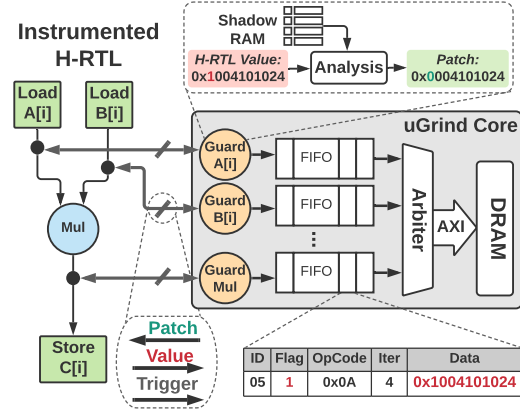 Instrumented
H-RTL
Shadow
RAM
H-RTL Value:
0x1004101024
Analysis
Patch:
0x0004101024
Load
A[i]
Load
B[i]
Mul
Store
C[i]
uGrind Core
Guard
A[i]
FIFO
Guard
B[i]
FIFO
...
Guard
Mul
FIFO
Arbiter
AXI
DRAM
Patch
Value
Trigger
ID Flag OpCode Iter Data
05 1 0x0A 4 0x1004101024